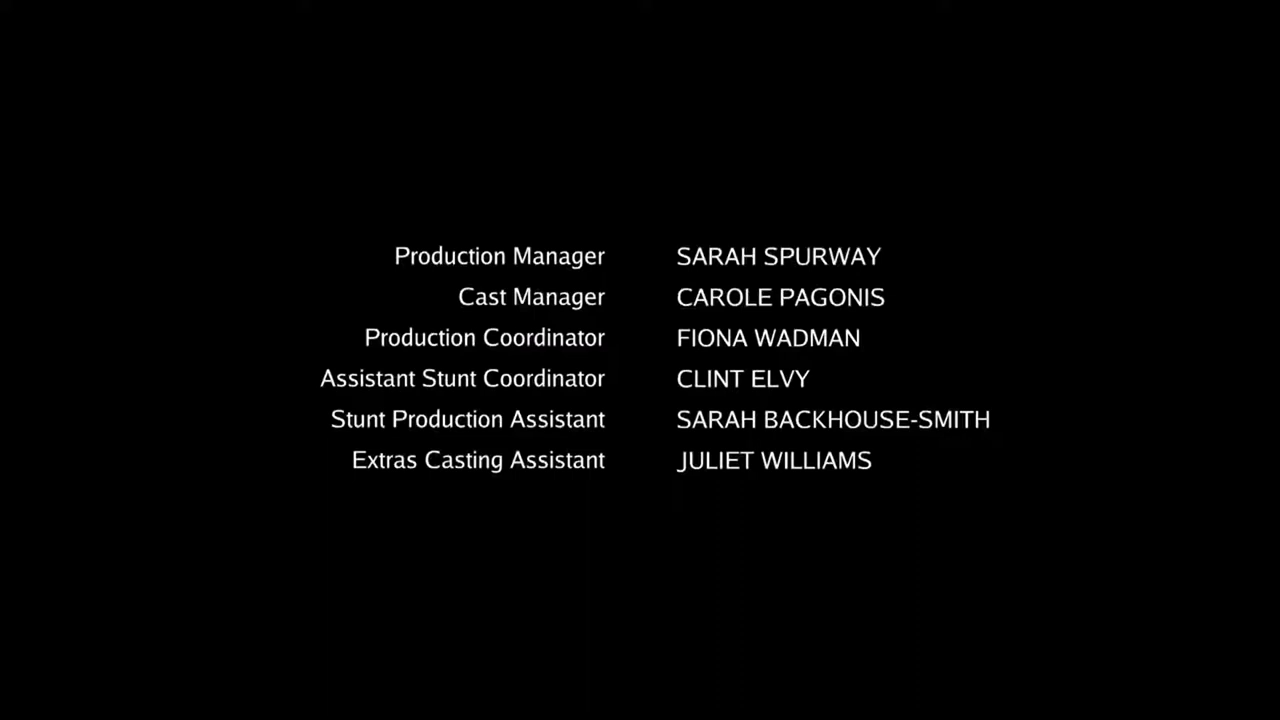 Production Manager SARAH SPURWAY
Cast Manager CAROLE PAGONIS
Production Coordinator FIONA WADMAN
Assistant Stunt Coordinator CLINT ELVY
Stunt Production Assistant SARAH BACKHOUSE-SMITH
Extras Casting Assistant JULIET WILLIAMS